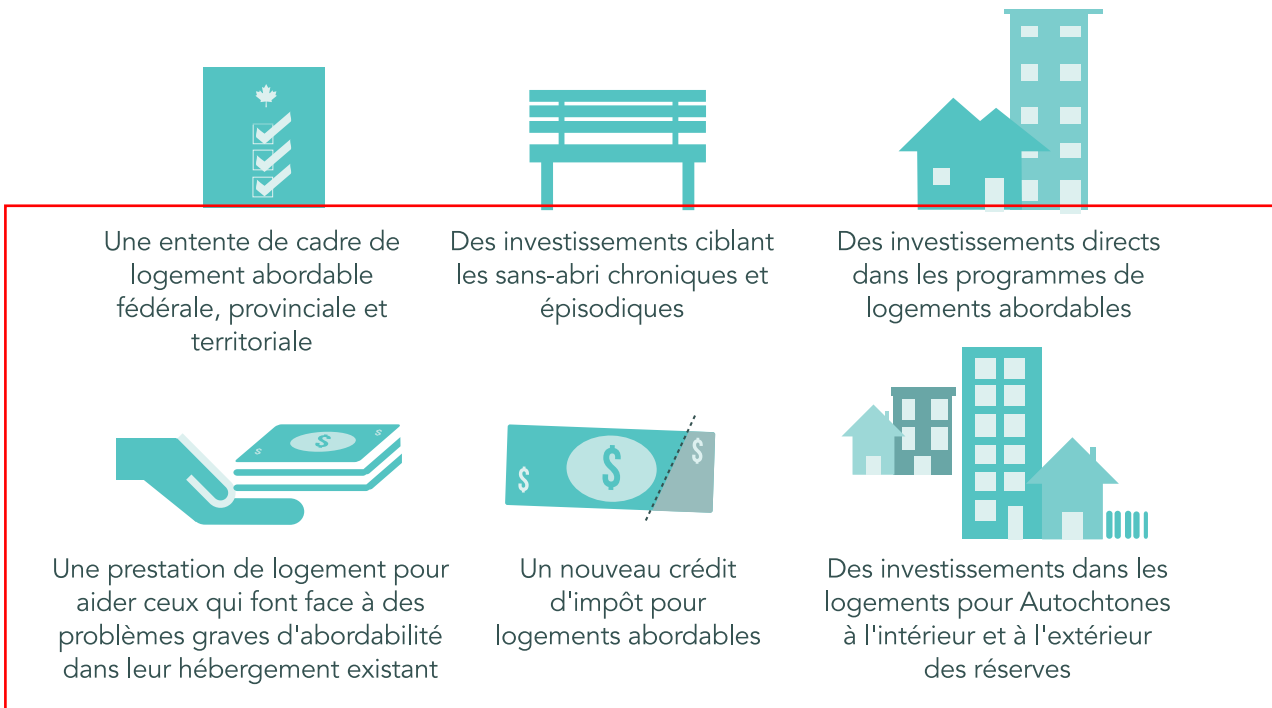 Une entente de cadre de
logement abordable
fédérale, provinciale et
territoriale
Des investissements ciblant
les sans-abri chroniques et
épisodiques
Des investissements directs
dans les programmes de
logements abordables
$ $ $
$ $ $
Une prestation de logement pour
aider ceux qui font face à des
problèmes graves d'abordabilité
dans leur hébergement existant
Un nouveau crédit
d'impôt pour
logements abordables
Des investissements dans les
logements pour Autochtones
à l'intérieur et à l'extérieur
des réserves